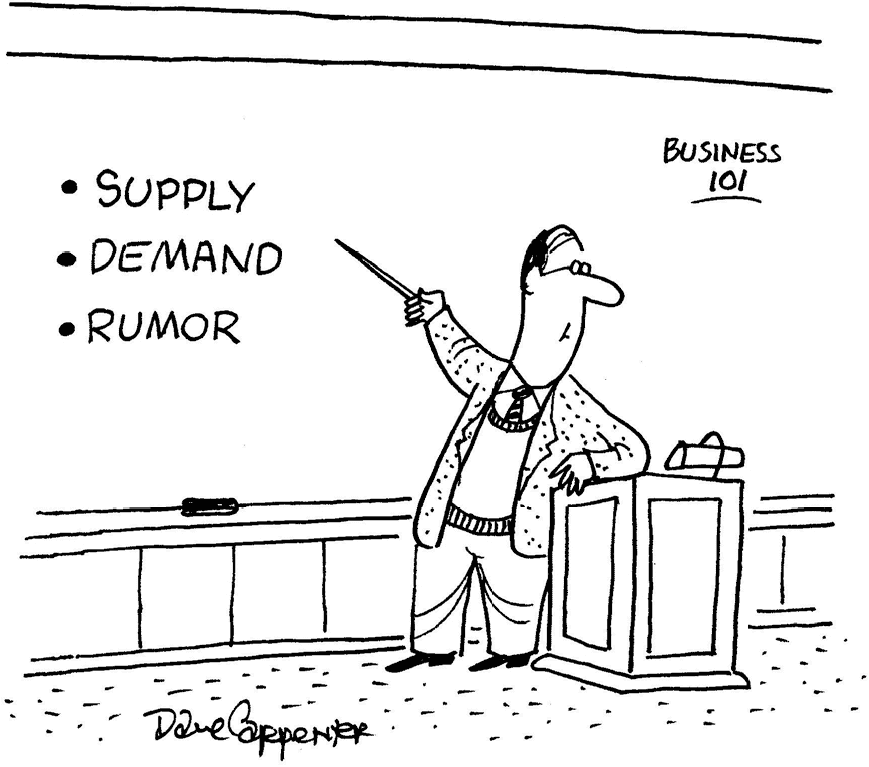 BUSINESS
101
• SUPPLY
• DEMAND
• RUMOR
Dave Carpenter